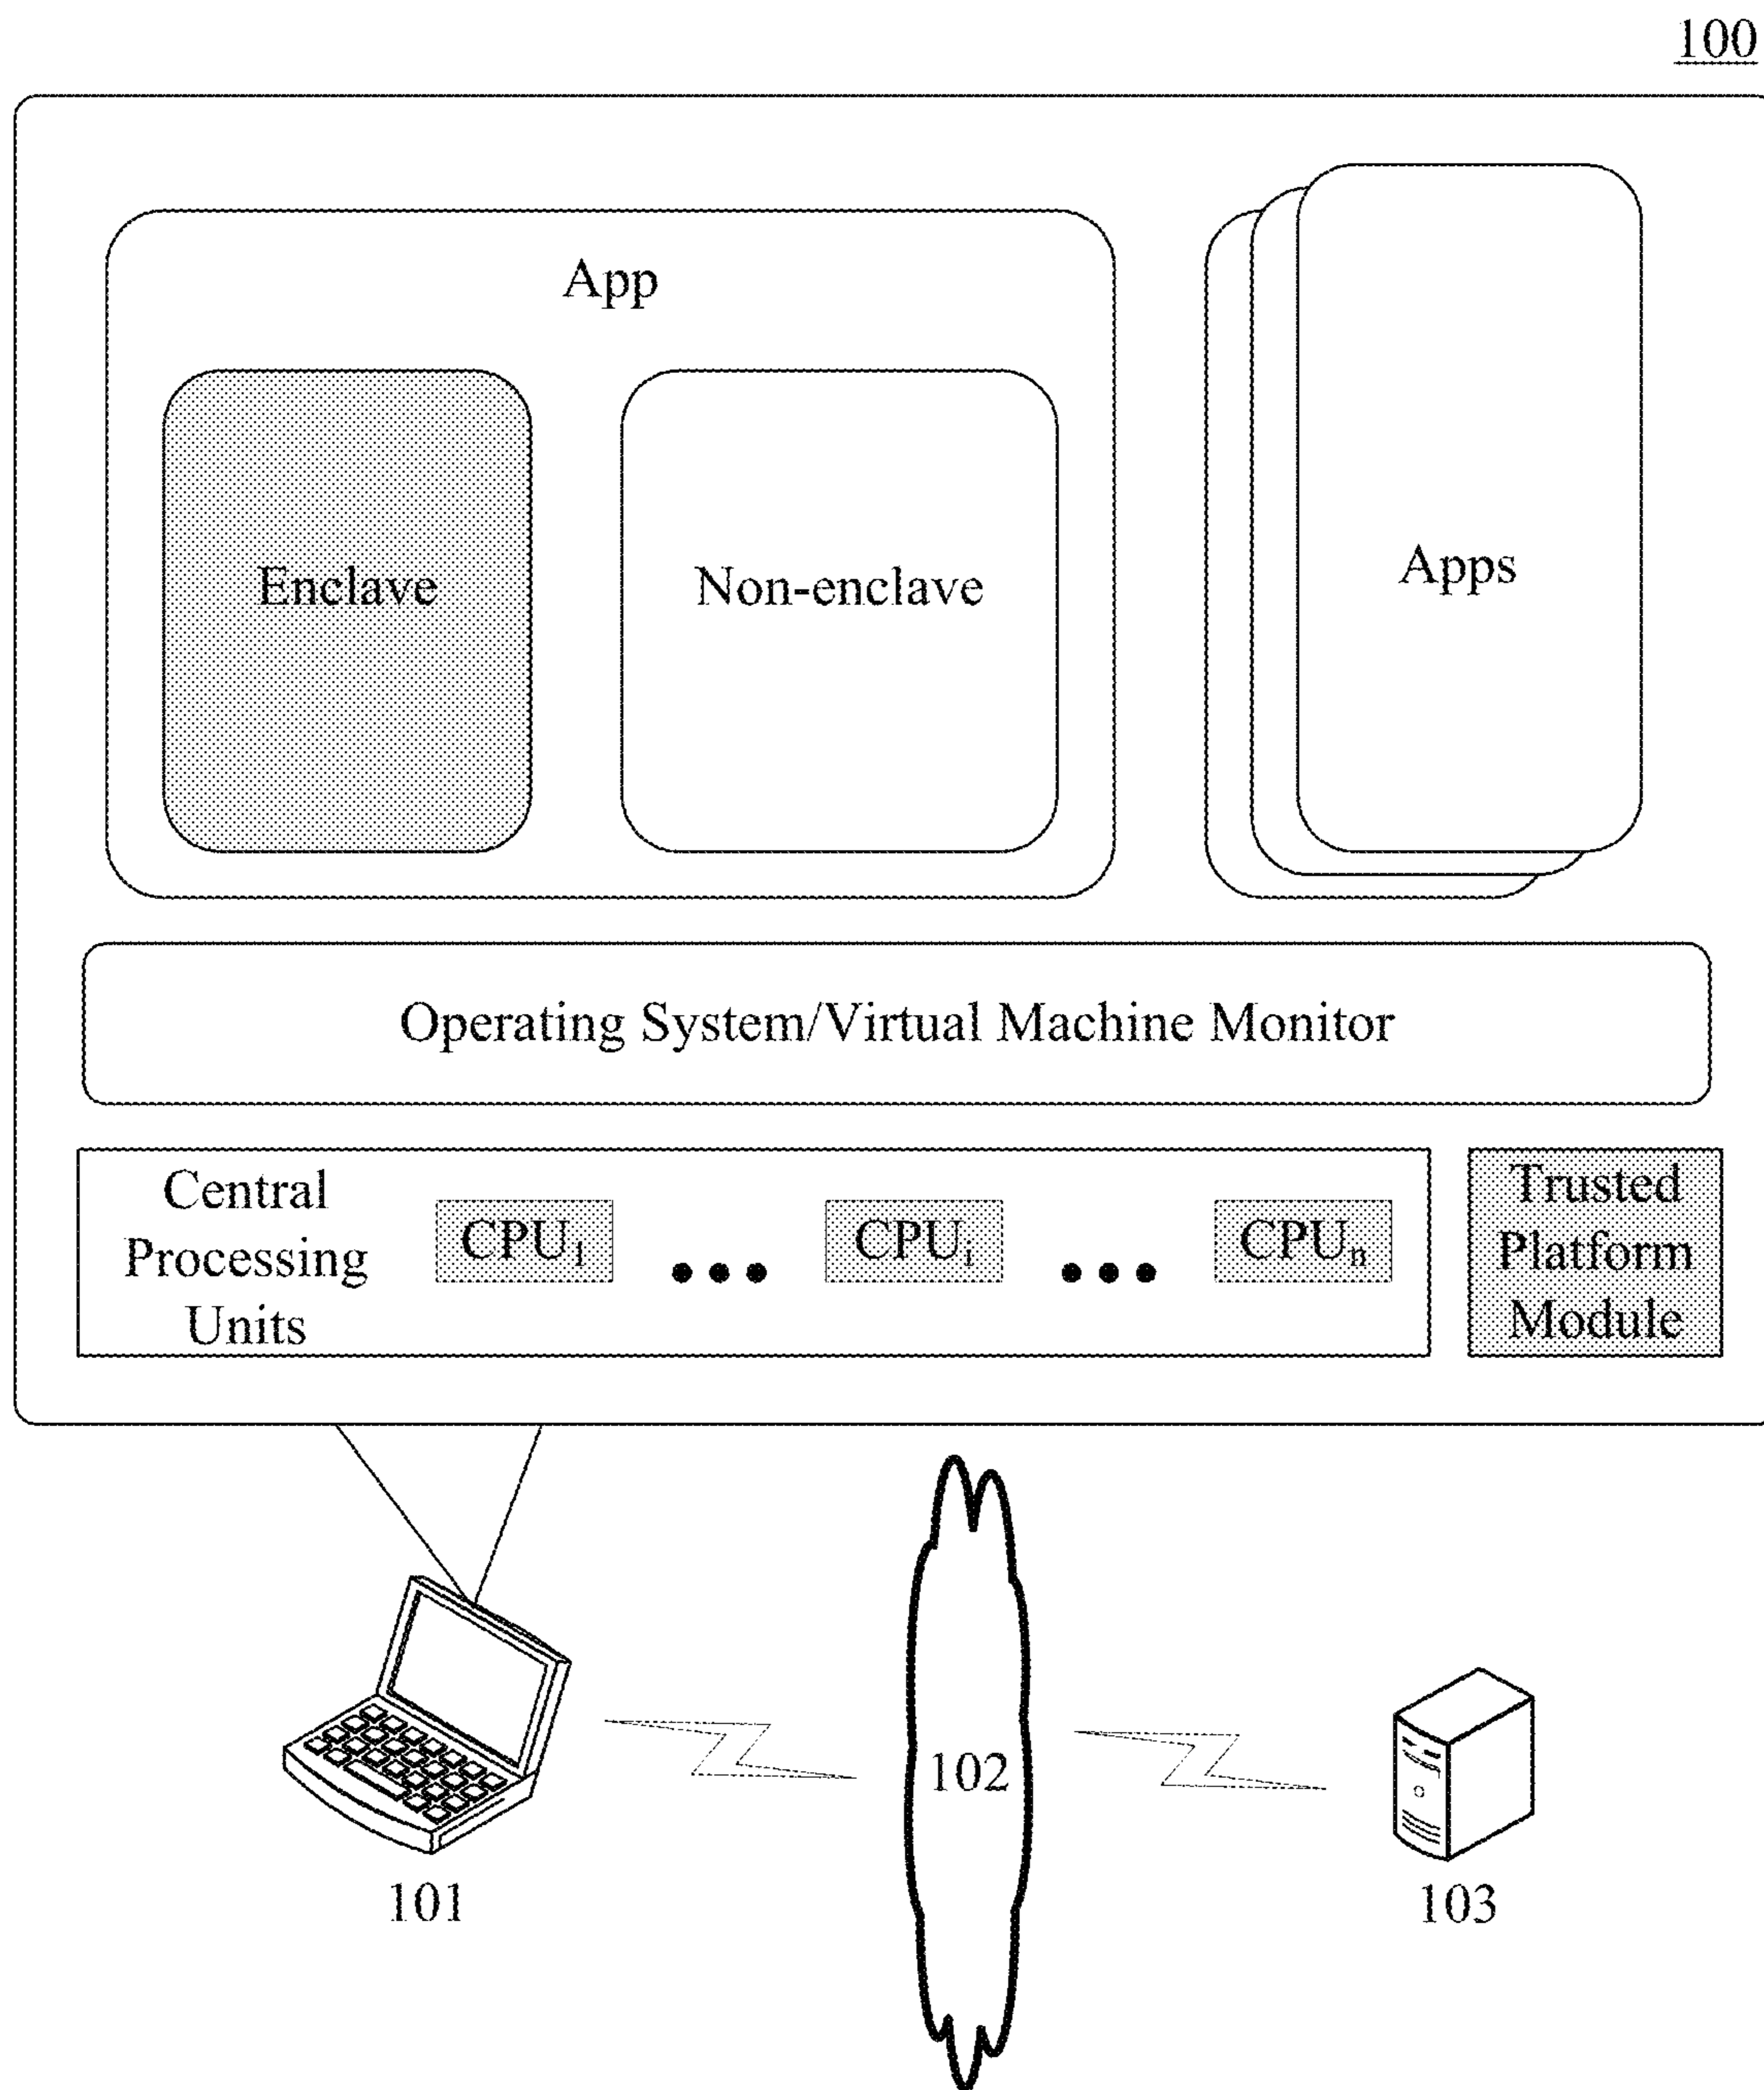 100
App
Enclave
Non-enclave
Apps
Operating System/Virtual Machine Monitor
Central
Processing
Units
CPU₁
CPUᵢ
CPUₙ
Trusted
Platform
Module
101
102
103